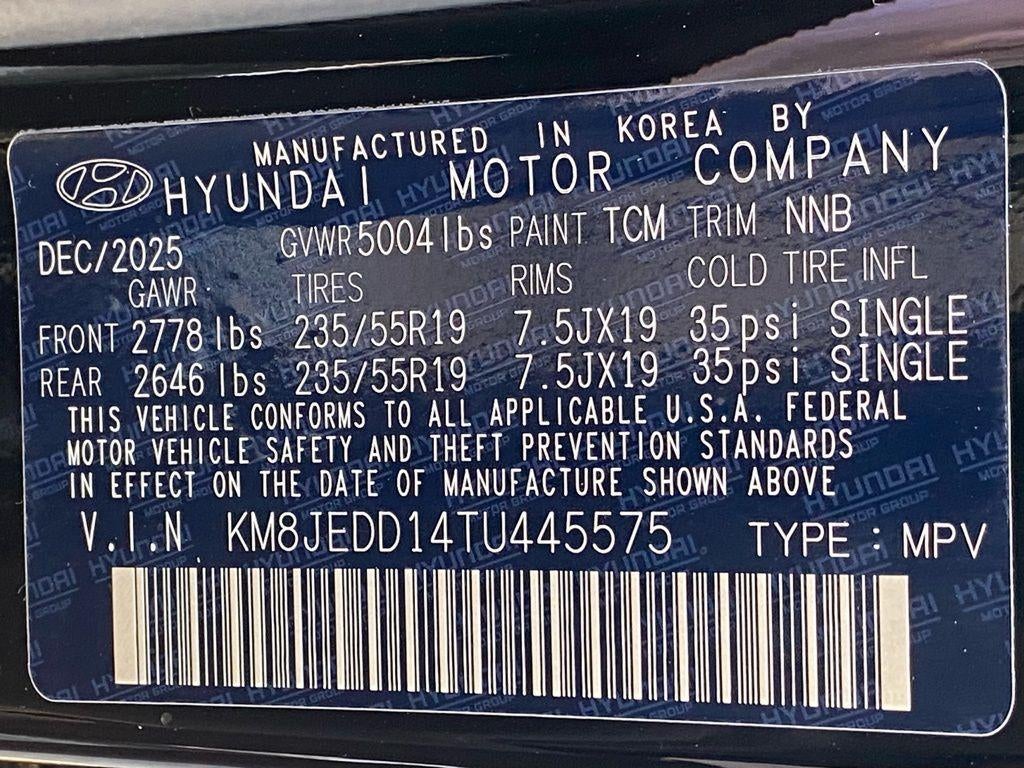 MANUFACTURED IN KOREA BY
HYUNDAI MOTOR COMPANY
DEC/2025 GVWR 5004lbs PAINT TCM TRIM NNB
GAWR TIRES RIMS COLD TIRE INFL
FRONT 2778 lbs 235/55R19 7.5JX19 35psi SINGLE
REAR 2646 lbs 235/55R19 7.5JX19 35psi SINGLE
THIS VEHICLE CONFORMS TO ALL APPLICABLE U.S.A. FEDERAL
MOTOR VEHICLE SAFETY AND THEFT PREVENTION STANDARDS
IN EFFECT ON THE DATE OF MANUFACTURE SHOWN ABOVE
V.I.N KM8JEDD14TU445575 TYPE : MPV